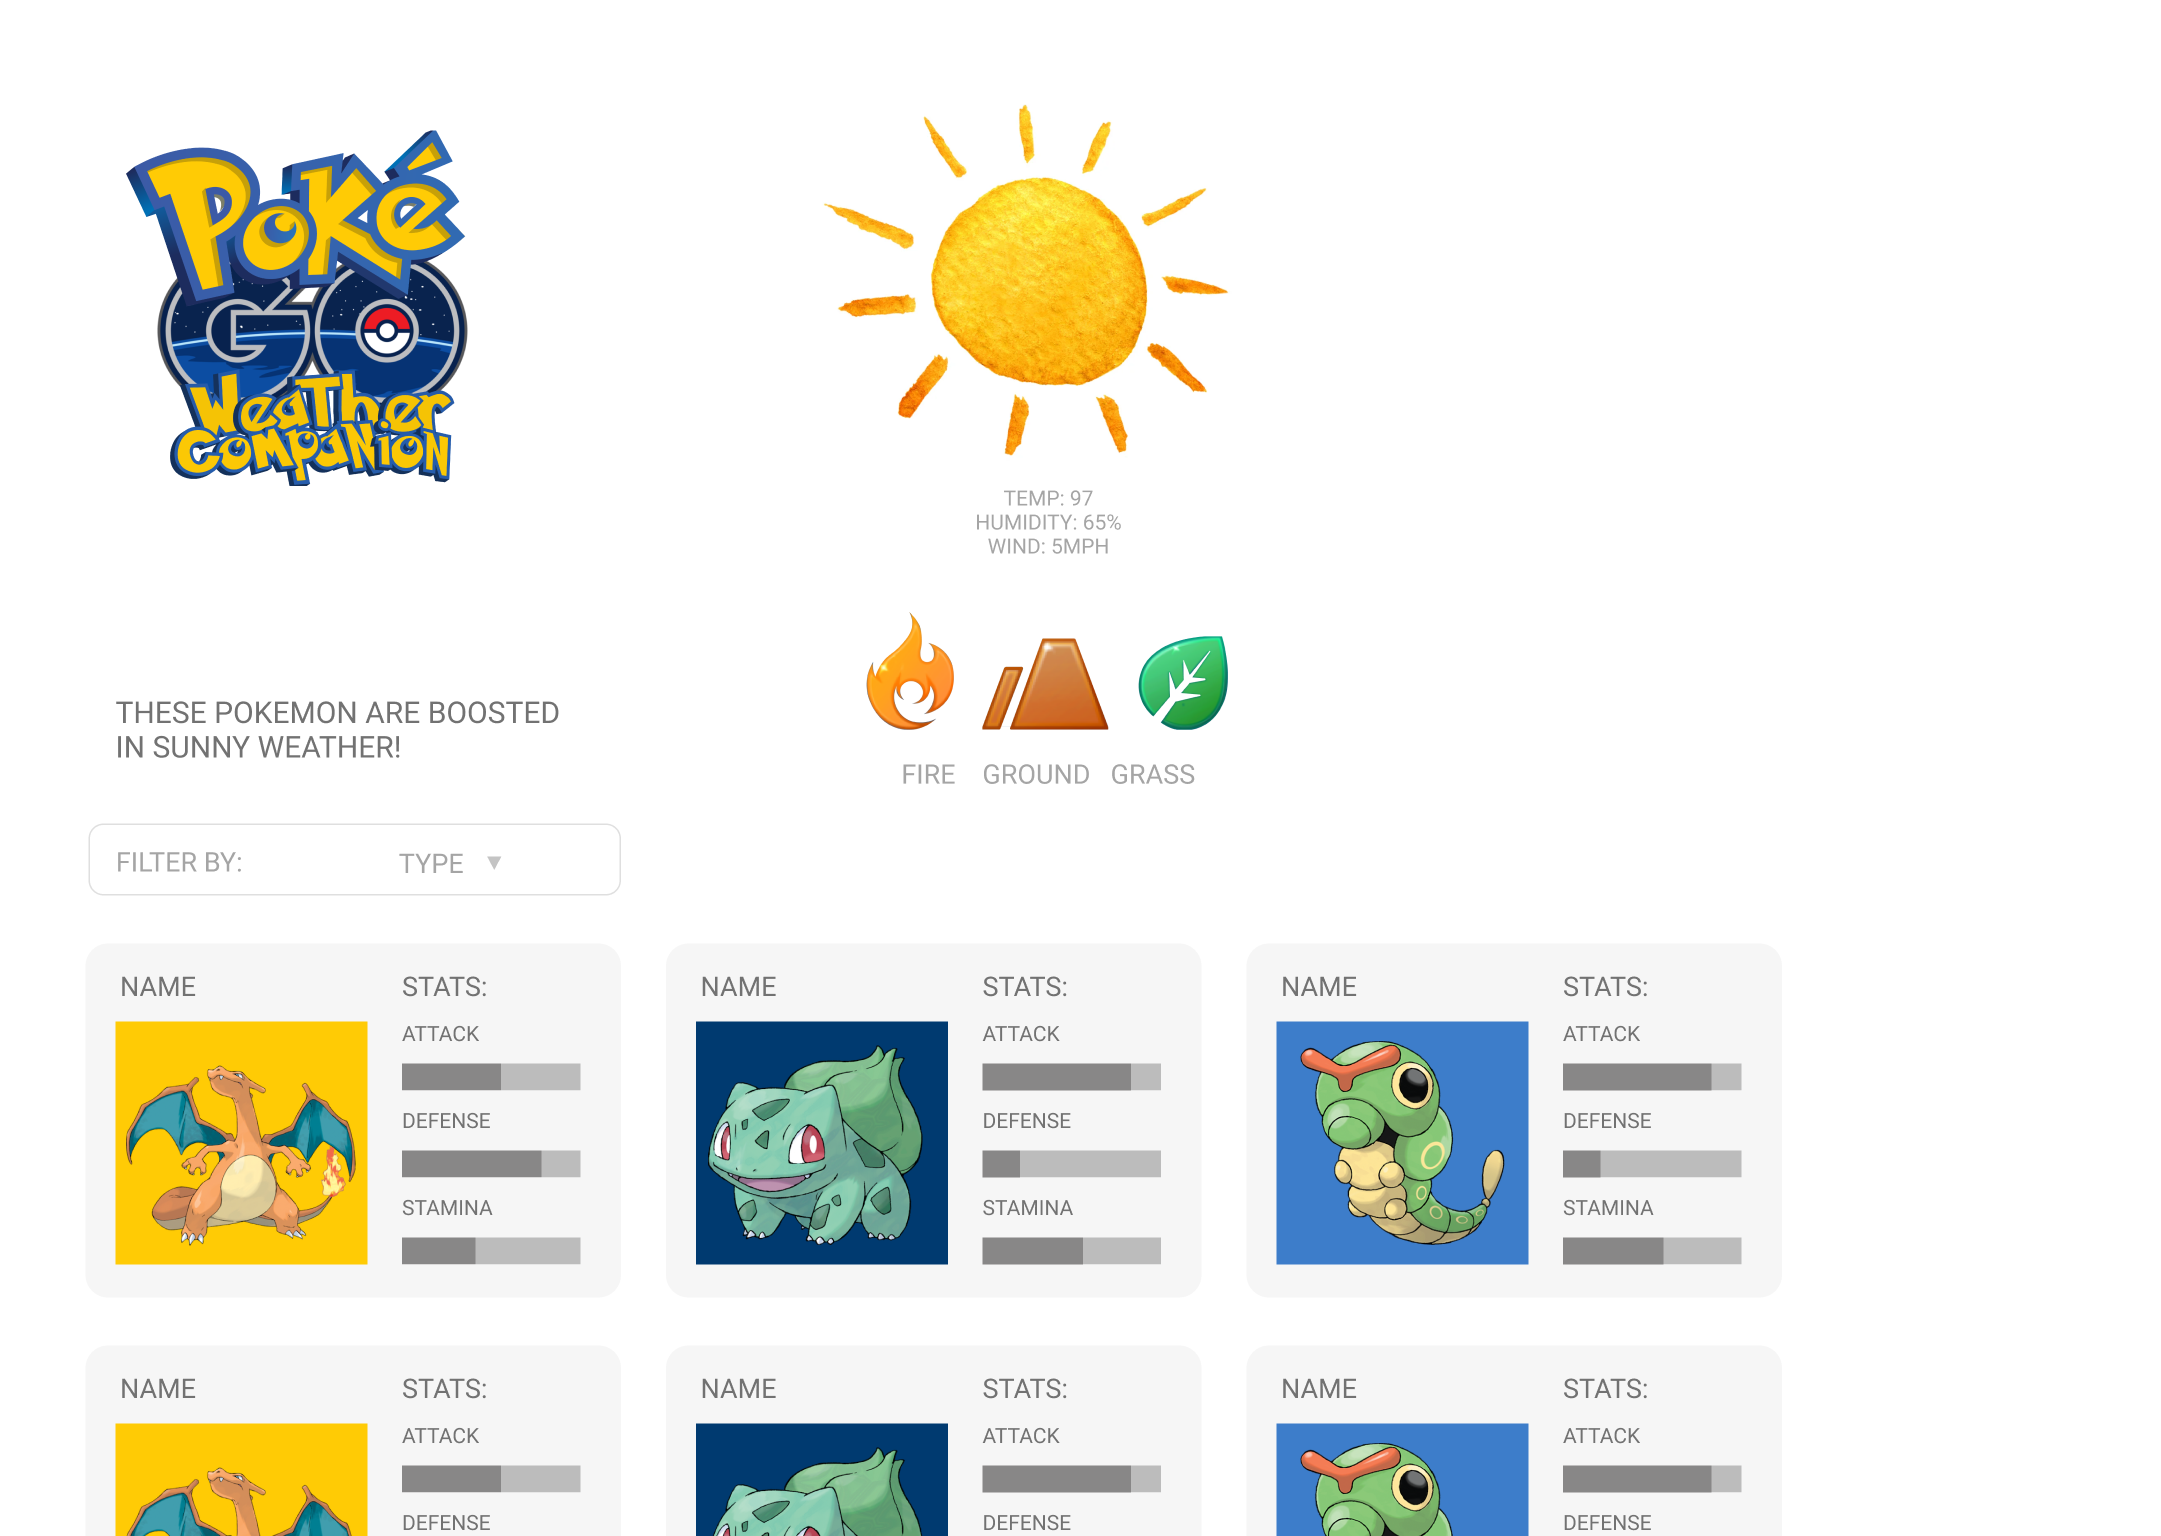 Poké
GO
Weather
Companion
TEMP: 97
HUMIDITY: 65%
WIND: 5MPH
THESE POKEMON ARE BOOSTED
IN SUNNY WEATHER!
FIRE GROUND GRASS
FILTER BY: TYPE ▼
NAME STATS:
ATTACK
DEFENSE
STAMINA
NAME STATS:
ATTACK
DEFENSE
STAMINA
NAME STATS:
ATTACK
DEFENSE
STAMINA
NAME STATS:
ATTACK
DEFENSE
NAME STATS:
ATTACK
DEFENSE
NAME STATS:
ATTACK
DEFENSE